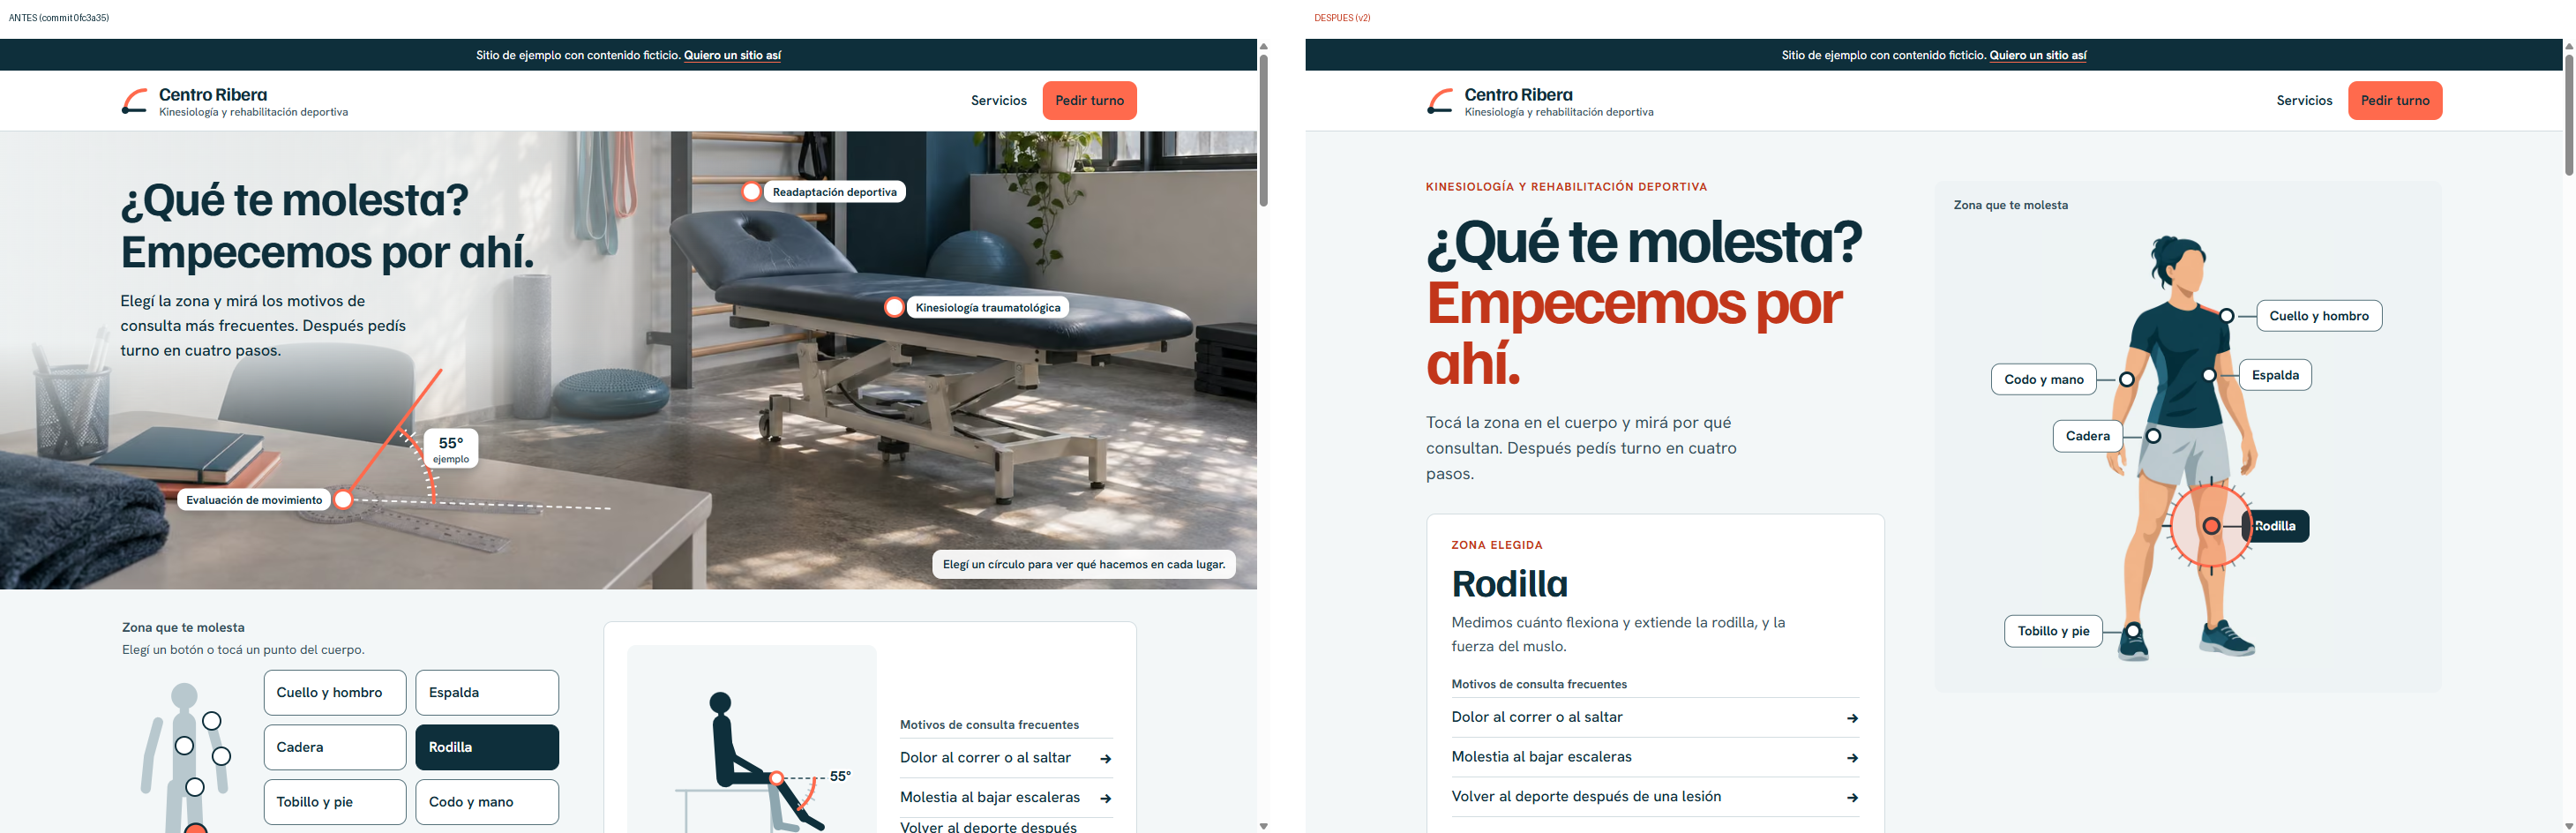 ANTES (commit 0fc3a35)
Sitio de ejemplo con contenido ficticio. Quiero un sitio así
Centro Ribera
Kinesiología y rehabilitación deportiva
Servicios
Pedir turno
¿Qué te molesta?
Empecemos por ahí.
Elegí la zona y mirá los motivos de
consulta más frecuentes. Después pedís
turno en cuatro pasos.
Readaptación deportiva
Kinesiología traumatológica
55°
ejemplo
Evaluación de movimiento
Elegí un círculo para ver qué hacemos en cada lugar.
Zona que te molesta
Elegí un botón o tocá un punto del cuerpo.
Cuello y hombro
Espalda
Cadera
Rodilla
Tobillo y pie
Codo y mano
55°
Motivos de consulta frecuentes
Dolor al correr o al saltar
Molestia al bajar escaleras
Volver al deporte después
DESPUES (v2)
Sitio de ejemplo con contenido ficticio. Quiero un sitio así
Centro Ribera
Kinesiología y rehabilitación deportiva
Servicios
Pedir turno
KINESIOLOGÍA Y REHABILITACIÓN DEPORTIVA
¿Qué te molesta?
Empecemos por
ahí.
Tocá la zona en el cuerpo y mirá por qué
consultan. Después pedís turno en cuatro
pasos.
ZONA ELEGIDA
Rodilla
Medimos cuánto flexiona y extiende la rodilla, y la
fuerza del muslo.
Motivos de consulta frecuentes
Dolor al correr o al saltar
Molestia al bajar escaleras
Volver al deporte después de una lesión
Zona que te molesta
Cuello y hombro
Espalda
Codo y mano
Cadera
Rodilla
Tobillo y pie